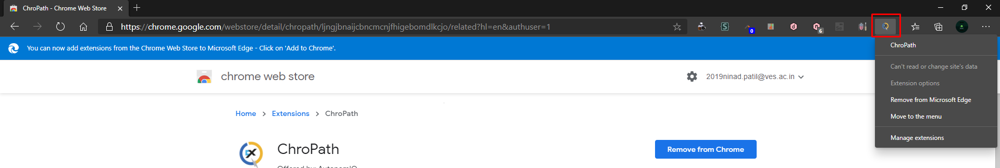 ChroPath - Chrome Web Store
https://chrome.google.com/webstore/detail/chropath/ljngjbnaijcbncmcnjfhigebomdlkcjo/related?hl=en&authuser=1
0
6
You can now add extensions from the Chrome Web Store to Microsoft Edge - Click on 'Add to Chrome'.
ChroPath
Can't read or change site's data
Extension options
Remove from Microsoft Edge
Move to the menu
Manage extensions
chrome web store
2019ninad.patil@ves.ac.in
Home > Extensions > ChroPath
ChroPath
Remove from Chrome
Offered by: AutonomIQ